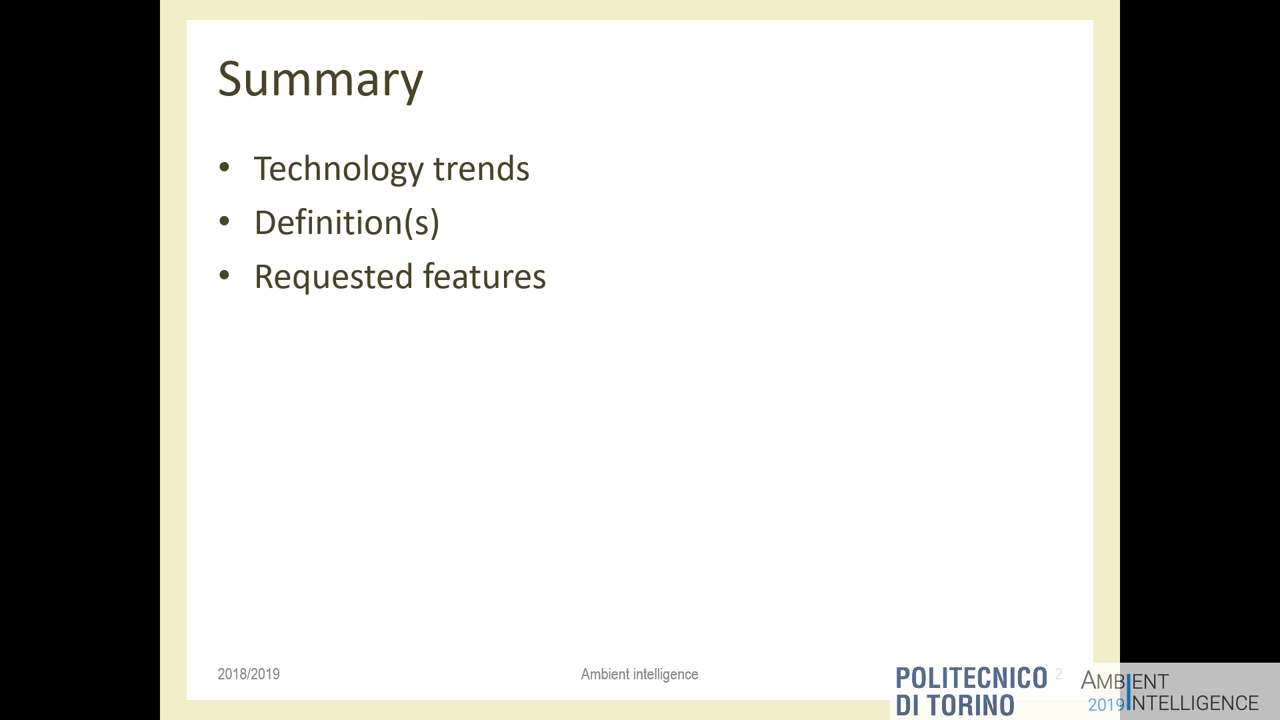 Summary
• Technology trends
• Definition(s)
• Requested features
2018/2019
Ambient intelligence
2
POLITECNICO
DI TORINO
AMBIENT
2019 INTELLIGENCE